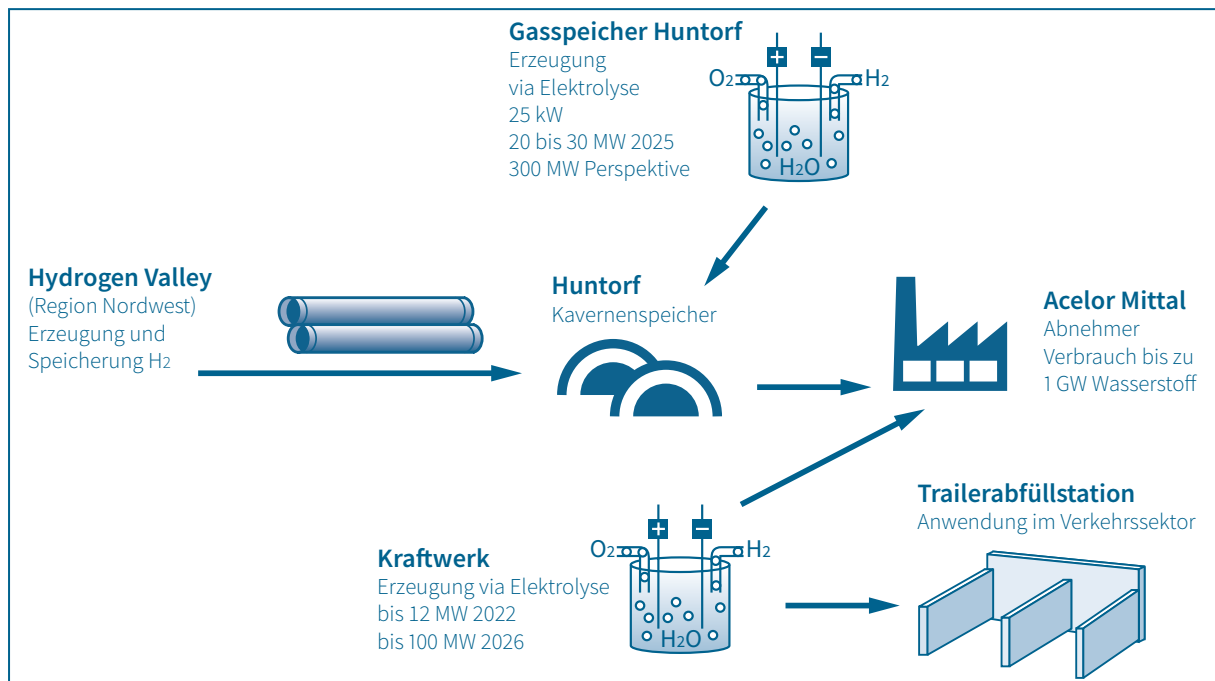 Gasspeicher Huntorf
Erzeugung
via Elektrolyse
25 kW
20 bis 30 MW 2025
300 MW Perspektive
+ −
O2 H2
H2O
Hydrogen Valley
(Region Nordwest)
Erzeugung und
Speicherung H2
Huntorf
Kavernenspeicher
Acelor Mittal
Abnehmer
Verbrauch bis zu
1 GW Wasserstoff
Kraftwerk
Erzeugung via Elektrolyse
bis 12 MW 2022
bis 100 MW 2026
+ −
O2 H2
H2O
Trailerabfüllstation
Anwendung im Verkehrssektor